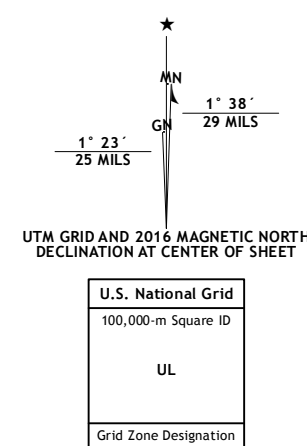 ★
MN
1° 38´
29 MILS
GN
1° 23´
25 MILS
UTM GRID AND 2016 MAGNETIC NORTH
DECLINATION AT CENTER OF SHEET
U.S. National Grid
100,000-m Square ID
UL
Grid Zone Designation